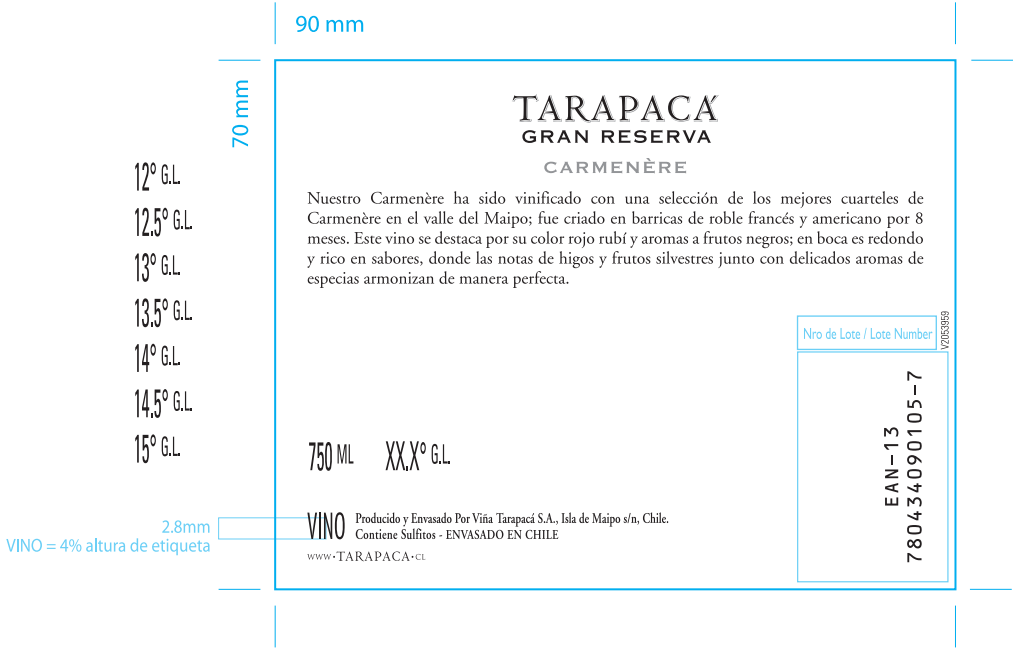 90 mm
70 mm
TARAPACÁ
GRAN RESERVA
CARMENÈRE
Nuestro Carmenère ha sido vinificado con una selección de los mejores cuarteles de
Carmenère en el valle del Maipo; fue criado en barricas de roble francés y americano por 8
meses. Este vino se destaca por su color rojo rubí y aromas a frutos negros; en boca es redondo
y rico en sabores, donde las notas de higos y frutos silvestres junto con delicados aromas de
especias armonizan de manera perfecta.
12° G.L.
12.5° G.L.
13° G.L.
13.5° G.L.
14° G.L.
14.5° G.L.
15° G.L.
Nro de Lote / Lote Number
V2053959
EAN-13
780434090105-7
750 ML XX.X° G.L.
2.8mm
VINO = 4% altura de etiqueta
VINO
Producido y Envasado Por Viña Tarapacá S.A., Isla de Maipo s/n, Chile.
Contiene Sulfitos - ENVASADO EN CHILE
WWW·TARAPACA·CL